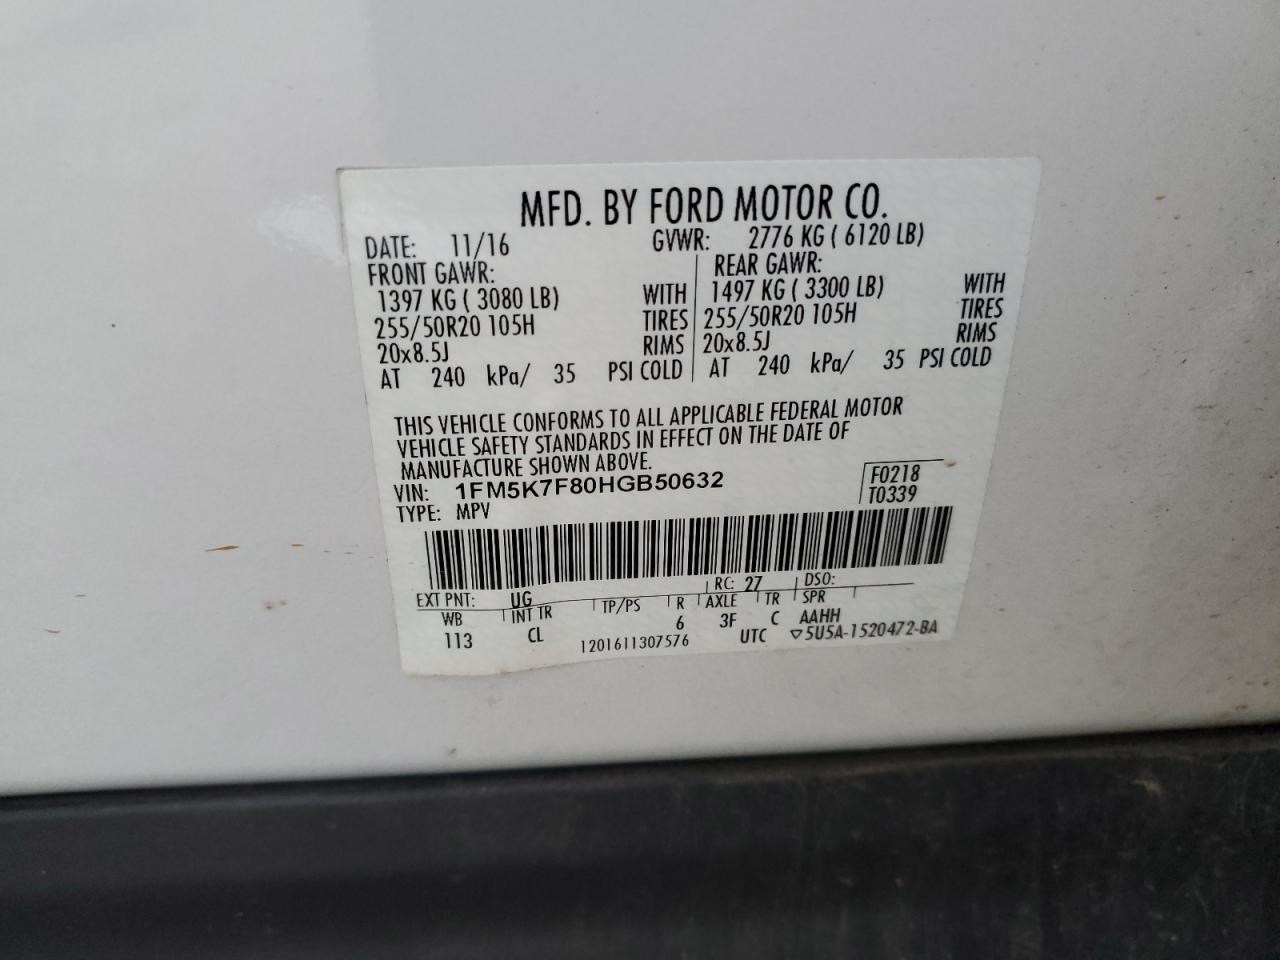 MFD. BY FORD MOTOR CO.
DATE: 11/16 GVWR: 2776 KG ( 6120 LB)
FRONT GAWR: REAR GAWR:
1397 KG ( 3080 LB) WITH 1497 KG ( 3300 LB) WITH
255/50R20 105H TIRES 255/50R20 105H TIRES
20x8.5J RIMS 20x8.5J RIMS
AT 240 kPa/ 35 PSI COLD AT 240 kPa/ 35 PSI COLD
THIS VEHICLE CONFORMS TO ALL APPLICABLE FEDERAL MOTOR
VEHICLE SAFETY STANDARDS IN EFFECT ON THE DATE OF
MANUFACTURE SHOWN ABOVE.
VIN: 1FM5K7F80HGB50632 F0218
TYPE: MPV T0339
EXT PNT: UG RC: 27 DSO:
WB INT TR TP/PS R AXLE TR SPR
113 CL 6 3F C AAHH
1201611307576 UTC ▽5U5A-1520472-BA